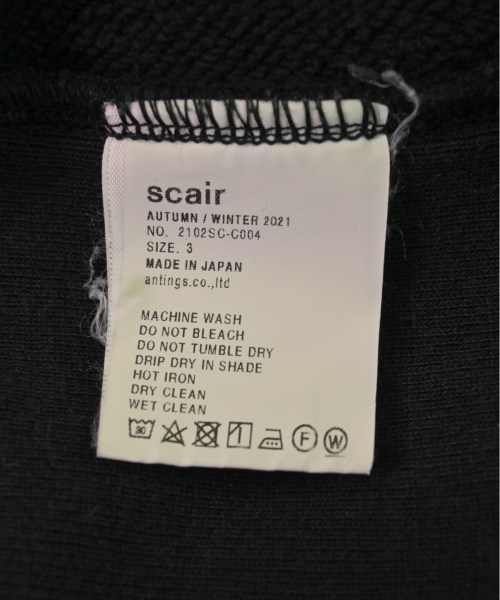 scair
AUTUMN / WINTER 2021
NO. 2102SC-C004
SIZE. 3
MADE IN JAPAN
antings.co.,ltd
MACHINE WASH
DO NOT BLEACH
DO NOT TUMBLE DRY
DRIP DRY IN SHADE
HOT IRON
DRY CLEAN
WET CLEAN
30 F W